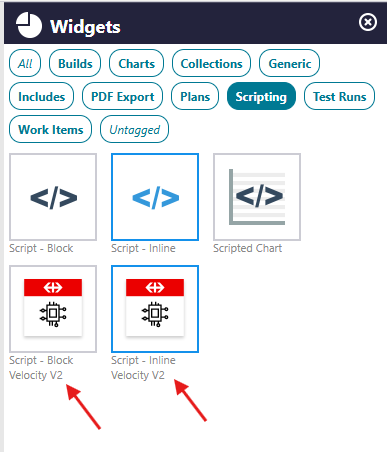 Widgets
All Builds Charts Collections Generic
Includes PDF Export Plans Scripting Test Runs
Work Items Untagged
</> </> </>
Script - Block Script - Inline Scripted Chart
Script - Block Script - Inline
Velocity V2 Velocity V2